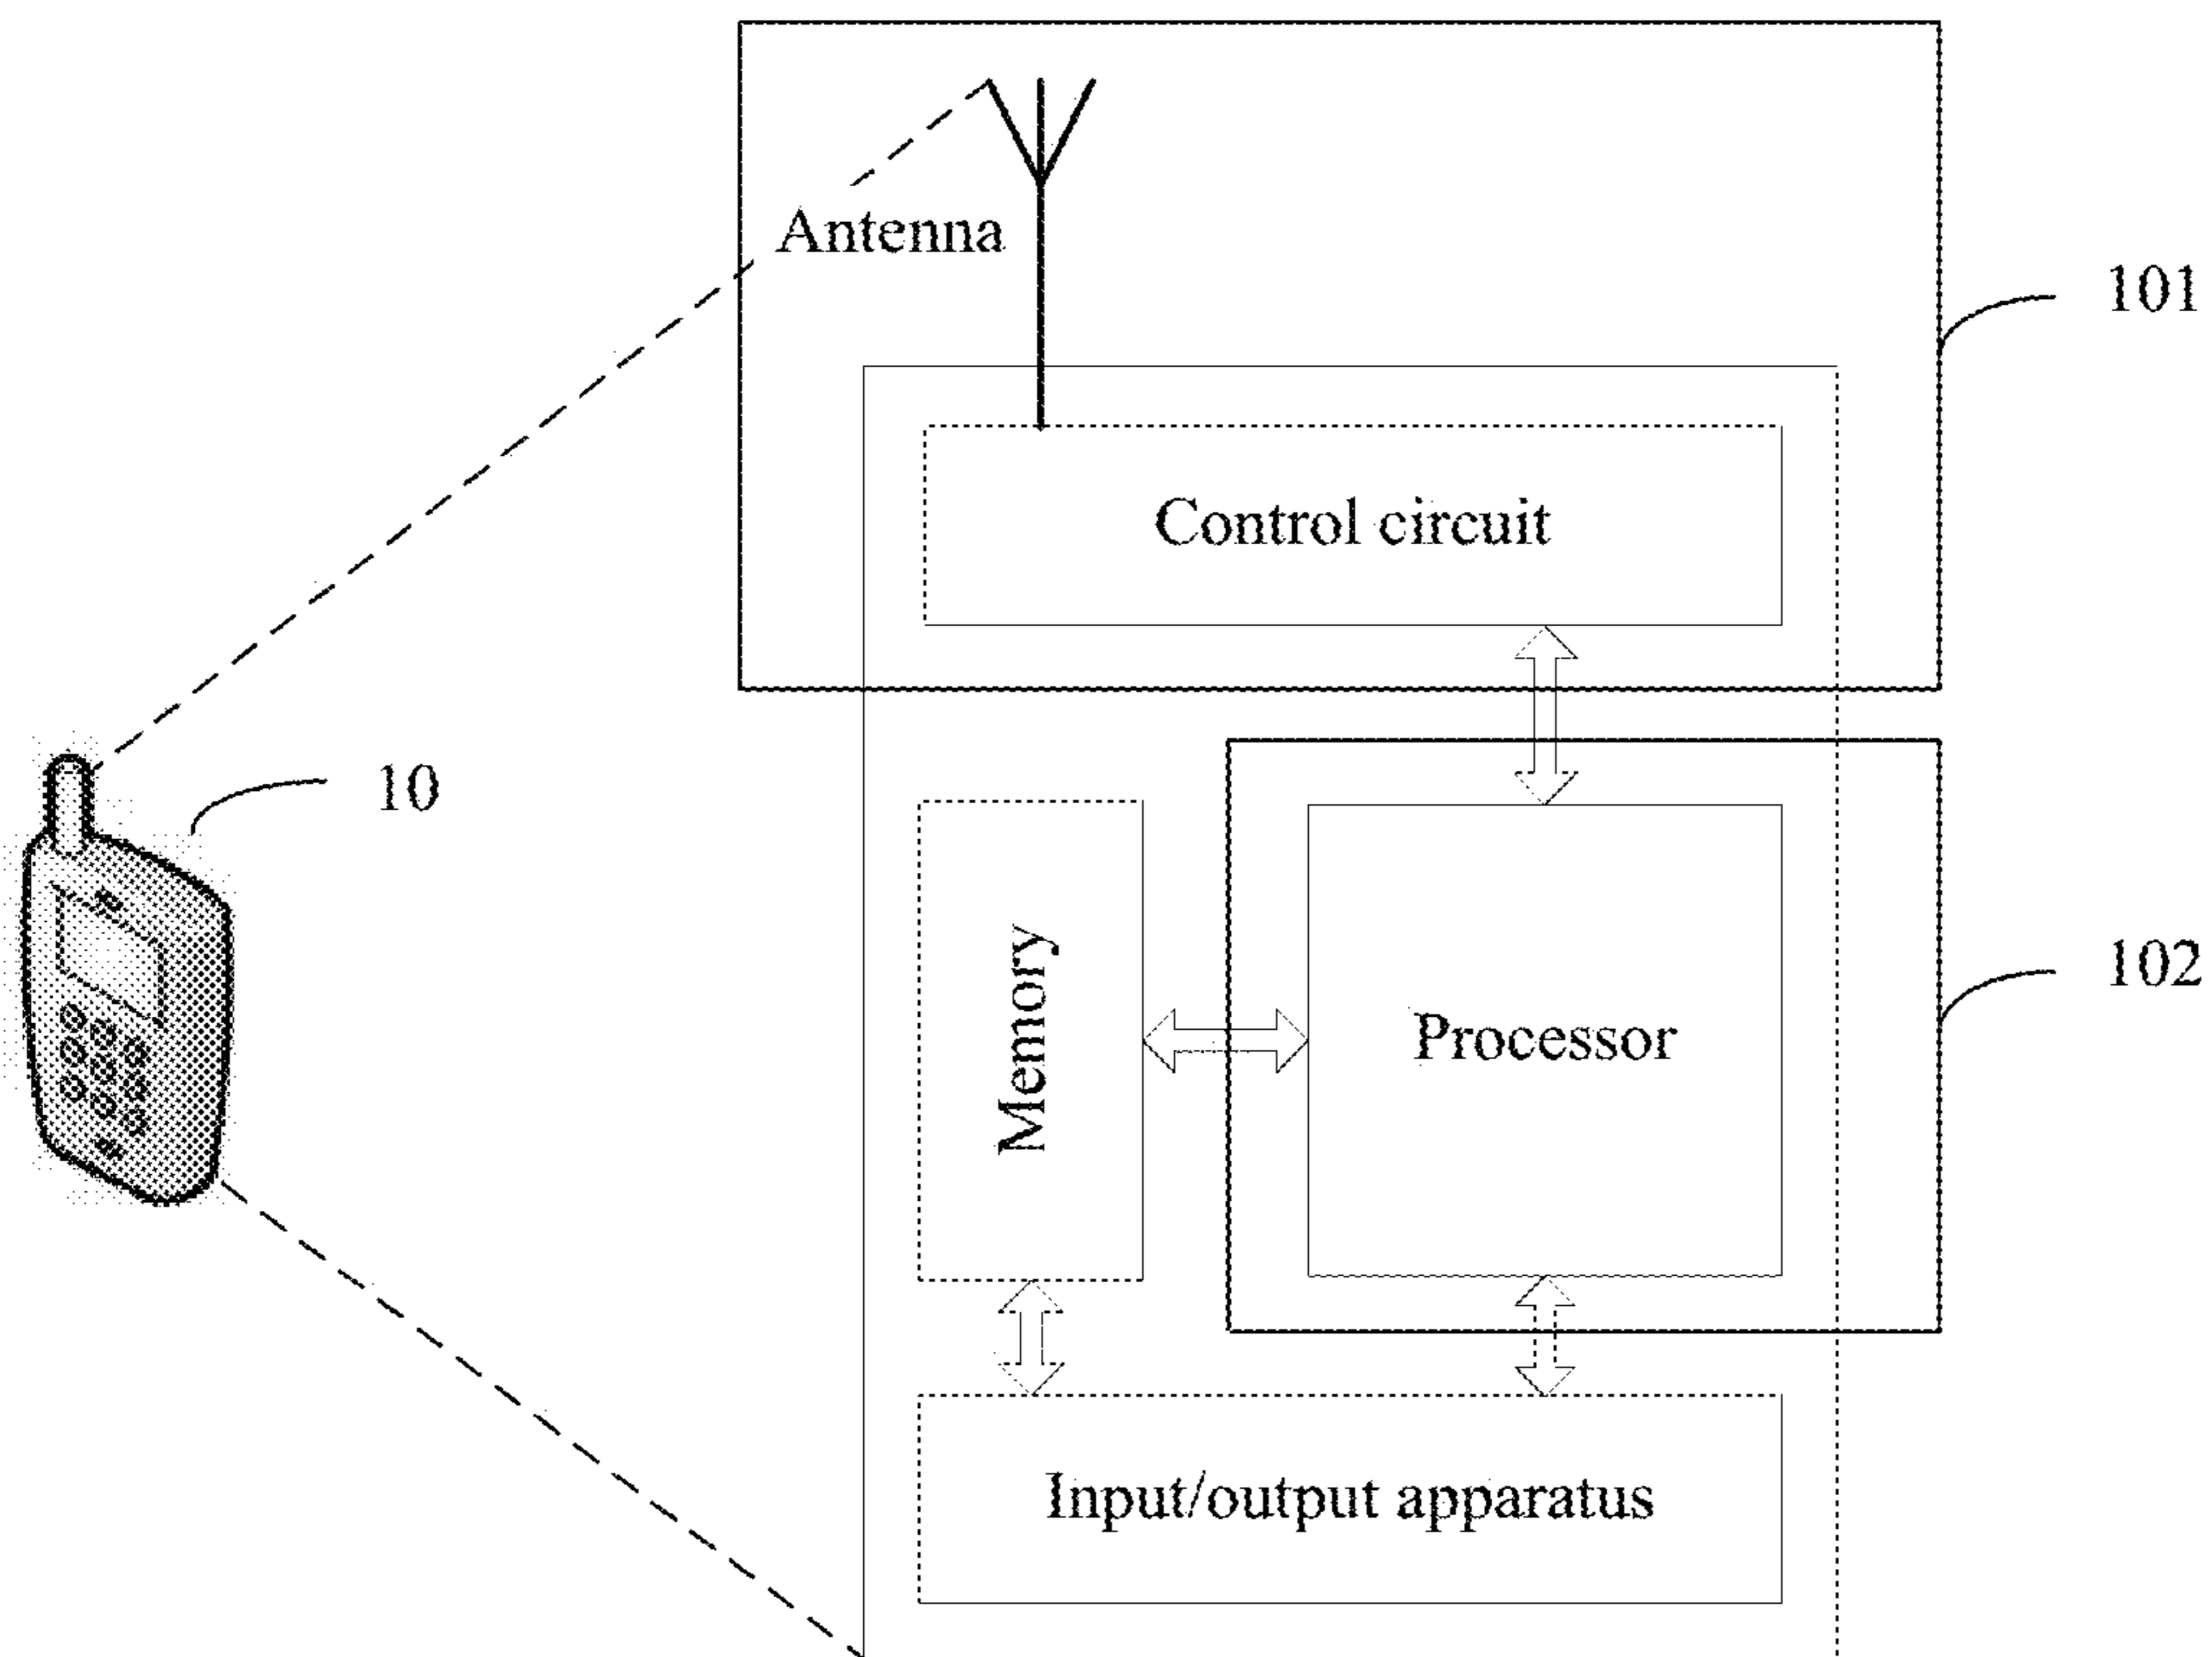 Antenna
101
Control circuit
10
Memory
Processor
102
Input/output apparatus